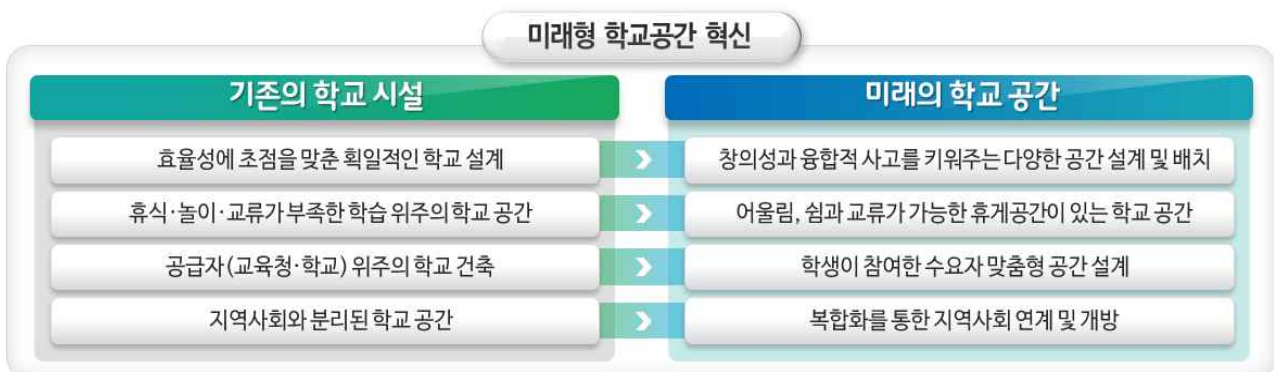 미래형 학교공간 혁신
기존의 학교 시설
미래의 학교 공간
효율성에 초점을 맞춘 획일적인 학교 설계
창의성과 융합적 사고를 키워주는 다양한 공간 설계 및 배치
휴식·놀이·교류가 부족한 학습 위주의 학교 공간
어울림, 쉼과 교류가 가능한 휴게공간이 있는 학교 공간
공급자(교육청·학교) 위주의 학교 건축
학생이 참여한 수요자 맞춤형 공간 설계
지역사회와 분리된 학교 공간
복합화를 통한 지역사회 연계 및 개방